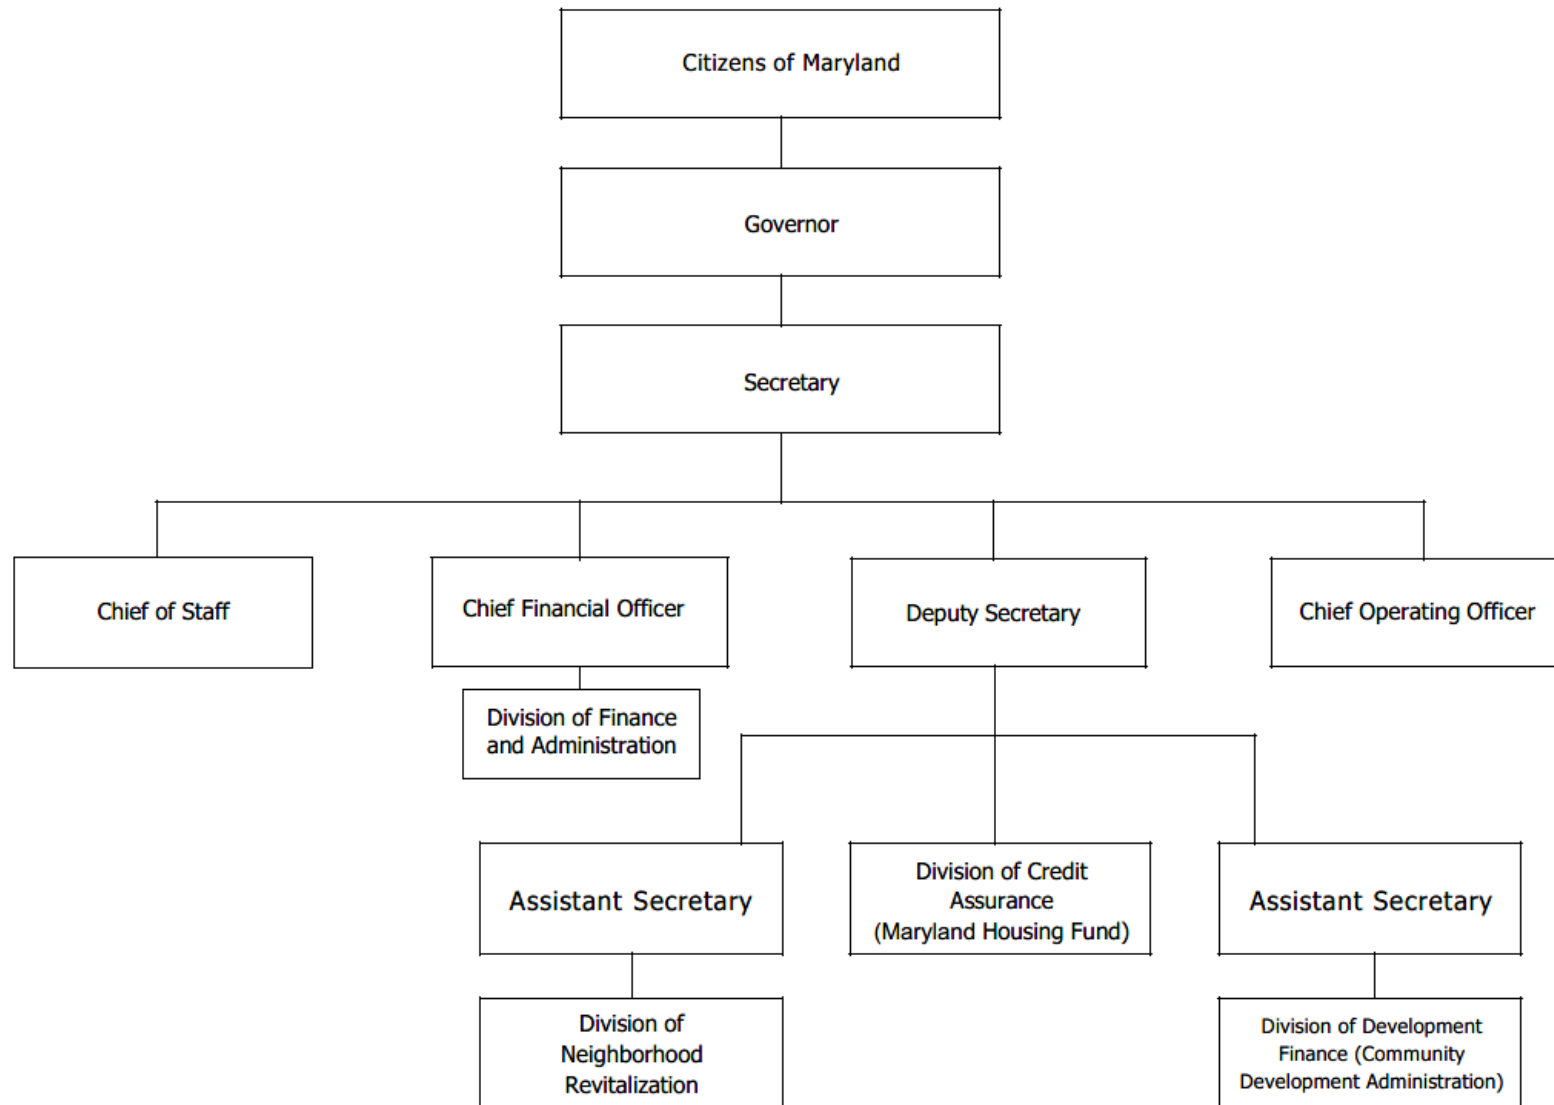 Citizens of Maryland
Governor
Secretary
Chief of Staff
Chief Financial Officer
Deputy Secretary
Chief Operating Officer
Division of Finance
and Administration
Assistant Secretary
Division of Credit
Assurance
(Maryland Housing Fund)
Assistant Secretary
Division of
Neighborhood
Revitalization
Division of Development
Finance (Community
Development Administration)